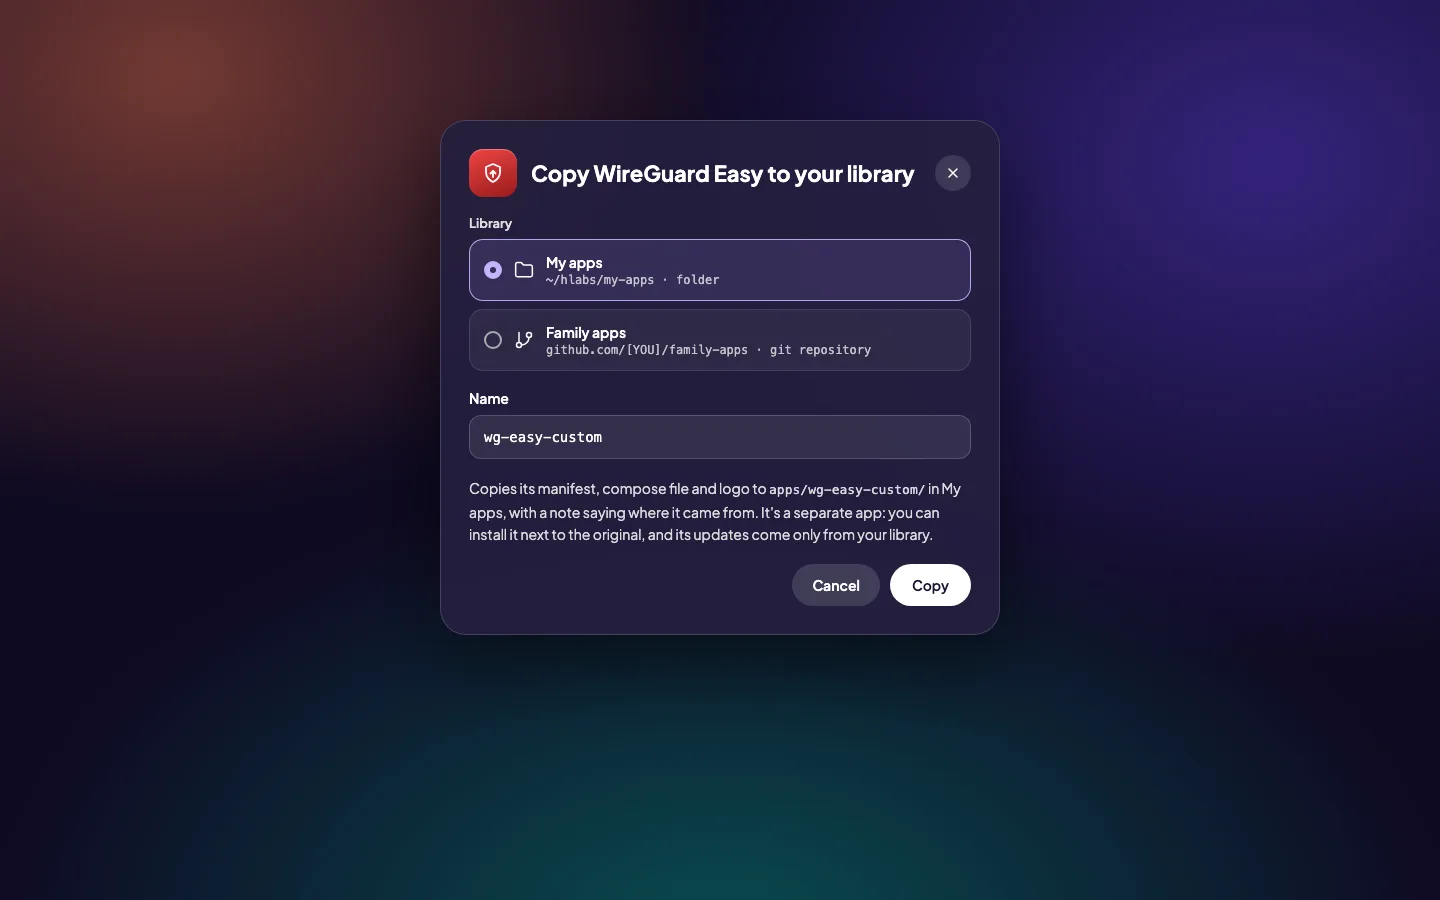 Copy WireGuard Easy to your library
Library
My apps
~/hlabs/my-apps · folder
Family apps
github.com/[YOU]/family-apps · git repository
Name
wg-easy-custom
Copies its manifest, compose file and logo to apps/wg-easy-custom/ in My
apps, with a note saying where it came from. It's a separate app: you can
install it next to the original, and its updates come only from your library.
Cancel
Copy